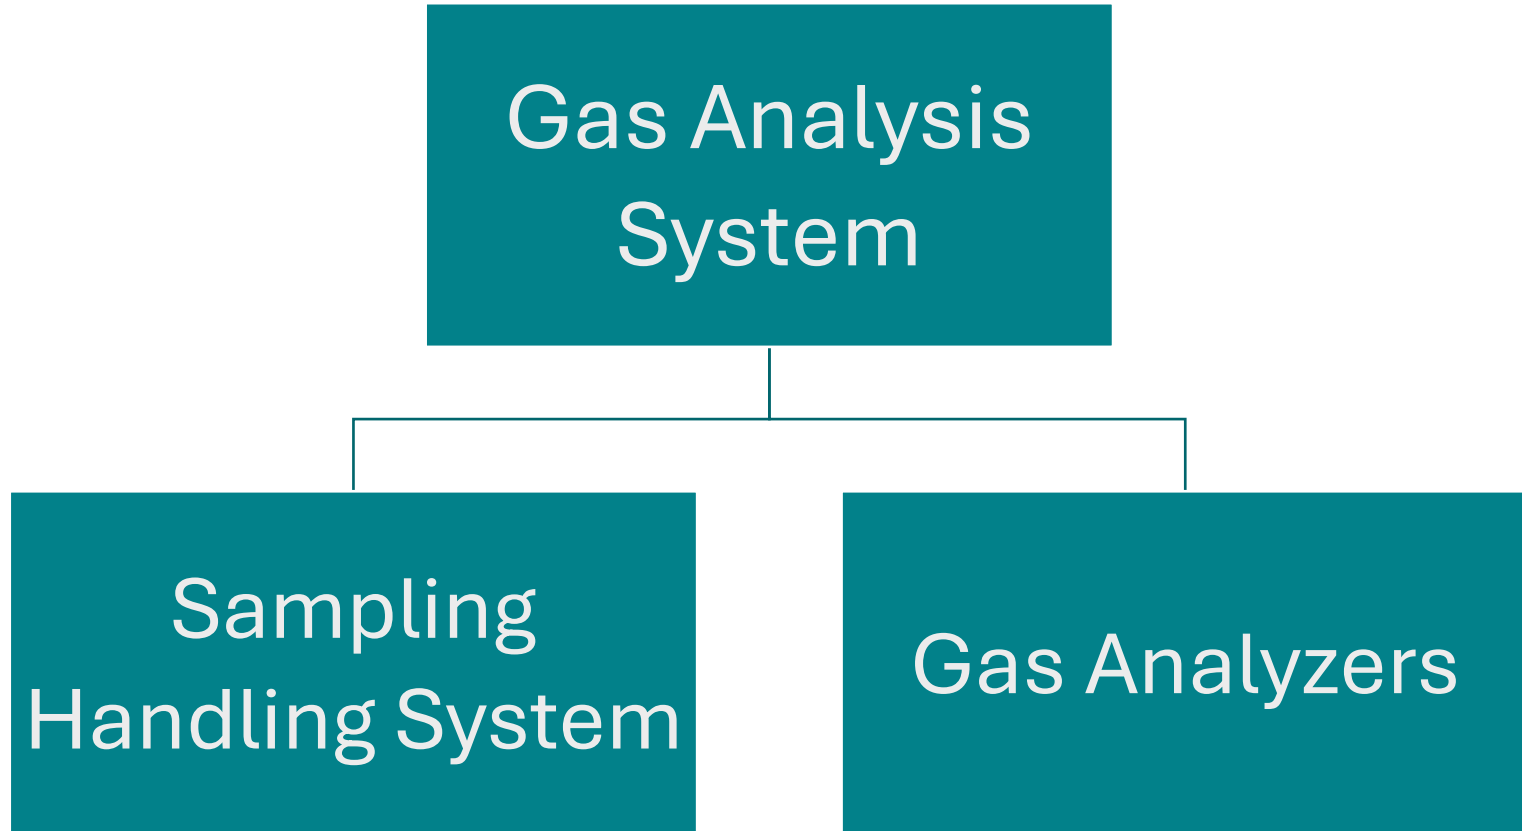 Gas Analysis
System
Sampling
Handling System
Gas Analyzers